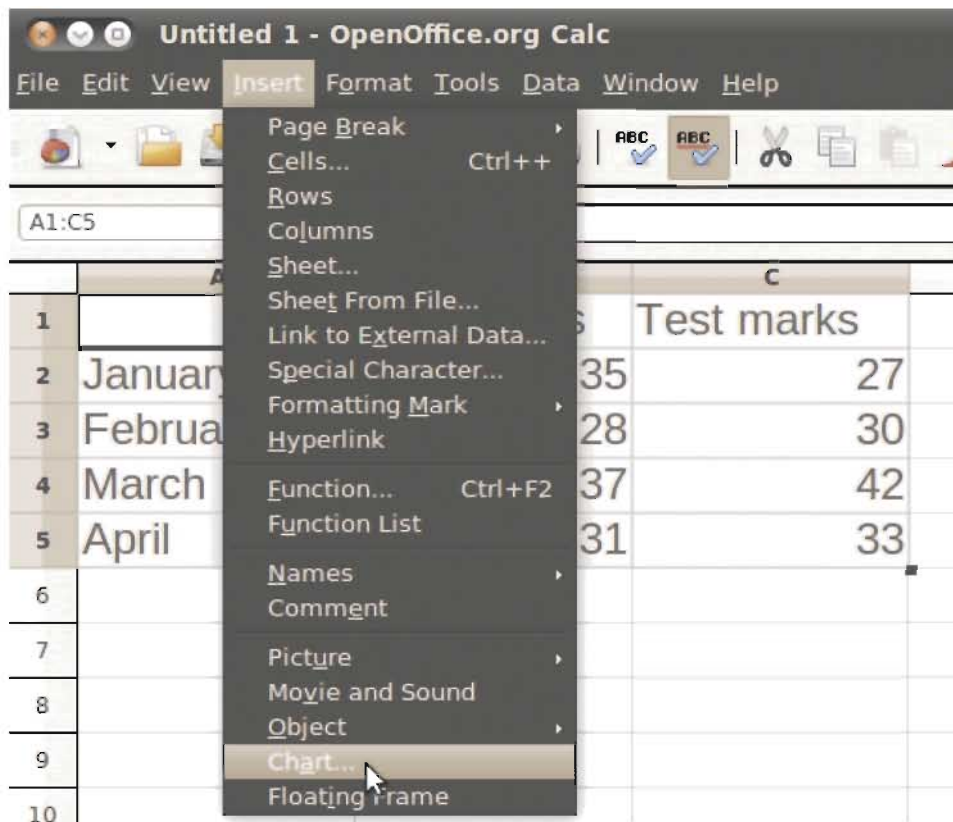 Untitled 1 - OpenOffice.org Calc
File Edit View Insert Format Tools Data Window Help
Page Break
Cells... Ctrl++
Rows
Columns
Sheet...
Sheet From File...
Link to External Data...
Special Character...
Formatting Mark
Hyperlink
Function... Ctrl+F2
Function List
Names
Comment
Picture
Movie and Sound
Object
Chart...
Floating Frame
ABC ABC
A1:C5
C
1 Test marks
2 35 27
3 28 30
4 March 37 42
5 April 31 33
6
7
8
9
10